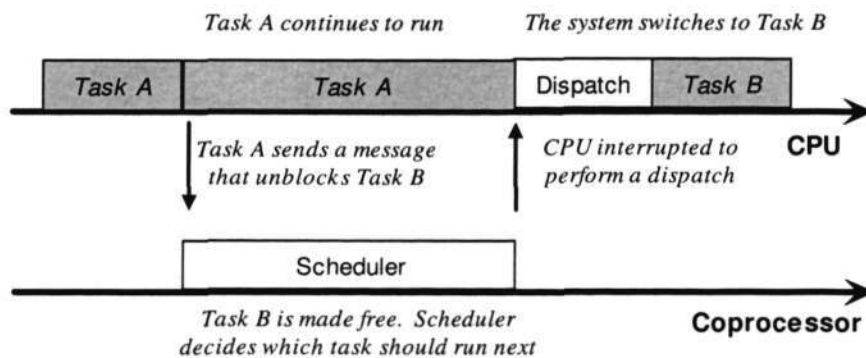 Task A continues to run
The system switches to Task B
Task A
Task A
Dispatch
Task B
CPU
Task A sends a message
that unblocks Task B
CPU interrupted to
perform a dispatch
Scheduler
Coprocessor
Task B is made free. Scheduler
decides which task should run next